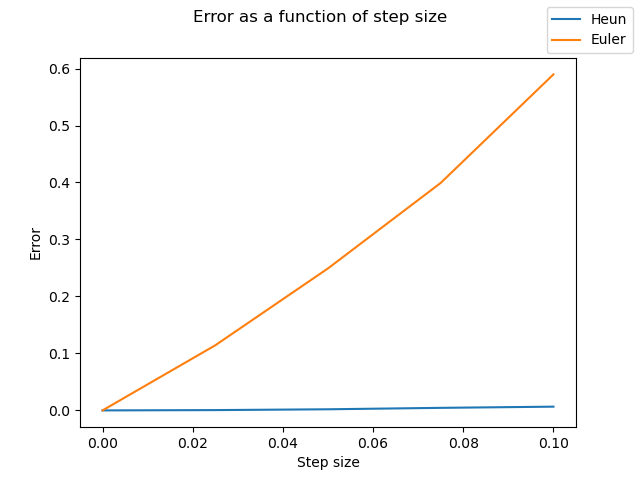 Error as a function of step size
Heun
Euler
Error
0.6
0.5
0.4
0.3
0.2
0.1
0.0
0.00 0.02 0.04 0.06 0.08 0.10
Step size